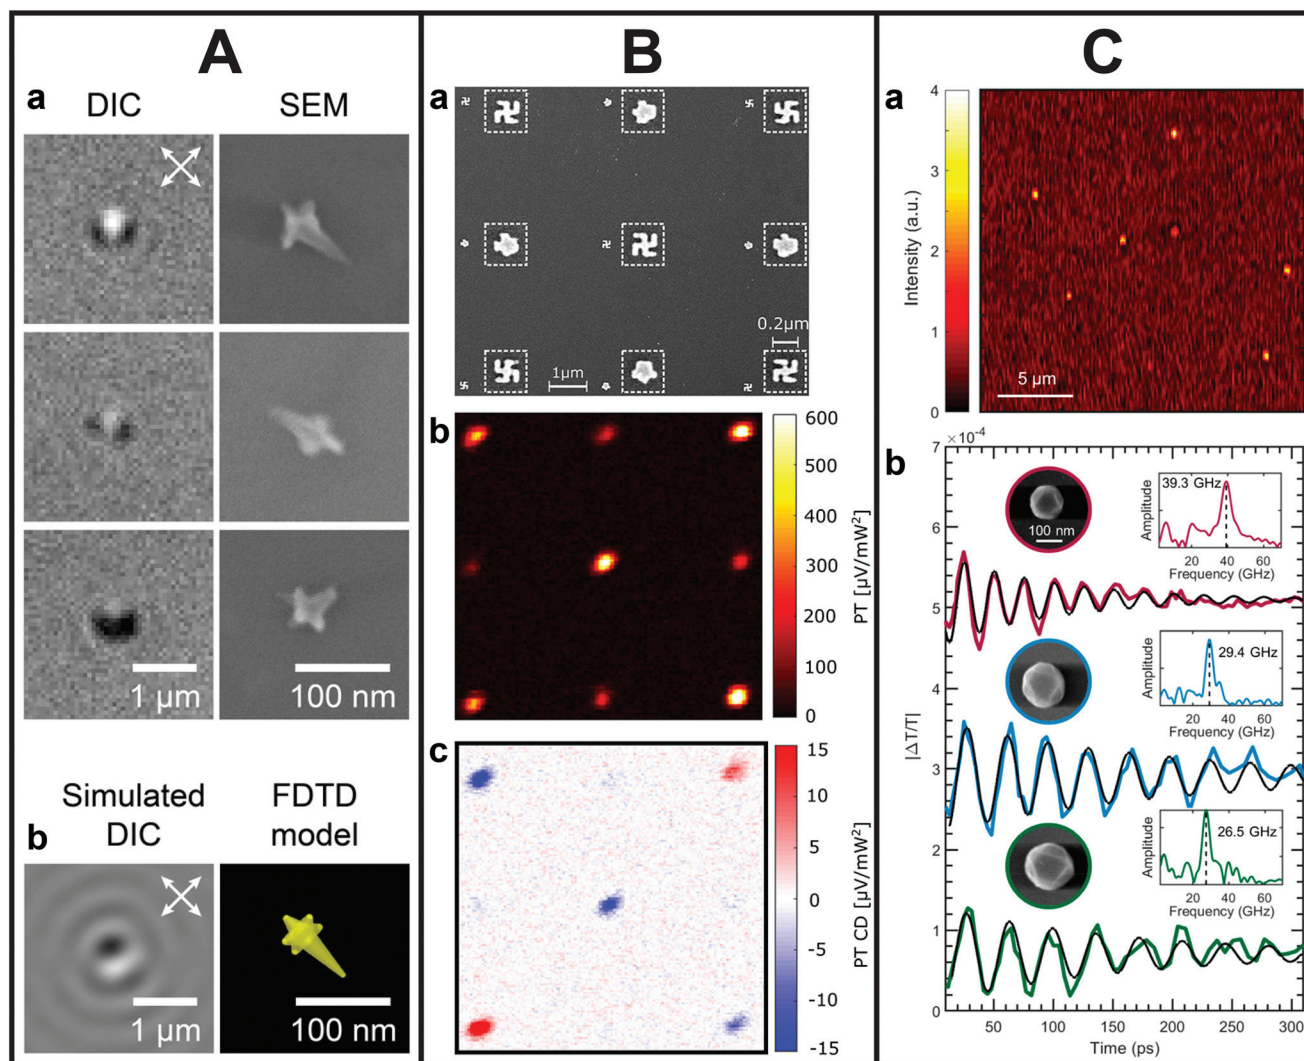 A
a
DIC
SEM
1 µm
100 nm
b
Simulated
DIC
FDTD
model
1 µm
100 nm
B
a
0.2µm
1µm
b
600
500
400
300
200
100
0
PT [µV/mW²]
c
15
10
5
0
-5
-10
-15
PT CD [µV/mW²]
C
a
4
3
2
1
0
Intensity (a.u.)
5 µm
b
×10⁻⁴
7
6
5
4
3
2
1
0
|ΔT/T|
50
100
150
200
250
300
Time (ps)
100 nm
39.3 GHz
Amplitude
20
40
60
Frequency (GHz)
29.4 GHz
Amplitude
20
40
60
Frequency (GHz)
26.5 GHz
Amplitude
20
40
60
Frequency (GHz)